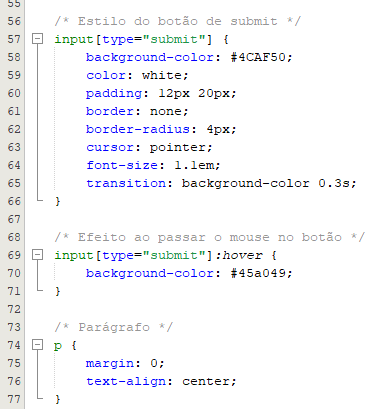 55
56 /* Estilo do botão de submit */
57 input[type="submit"] {
58 background-color: #4CAF50;
59 color: white;
60 padding: 12px 20px;
61 border: none;
62 border-radius: 4px;
63 cursor: pointer;
64 font-size: 1.1em;
65 transition: background-color 0.3s;
66 }
67
68 /* Efeito ao passar o mouse no botão */
69 input[type="submit"]:hover {
70 background-color: #45a049;
71 }
72
73 /* Parágrafo */
74 p {
75 margin: 0;
76 text-align: center;
77 }